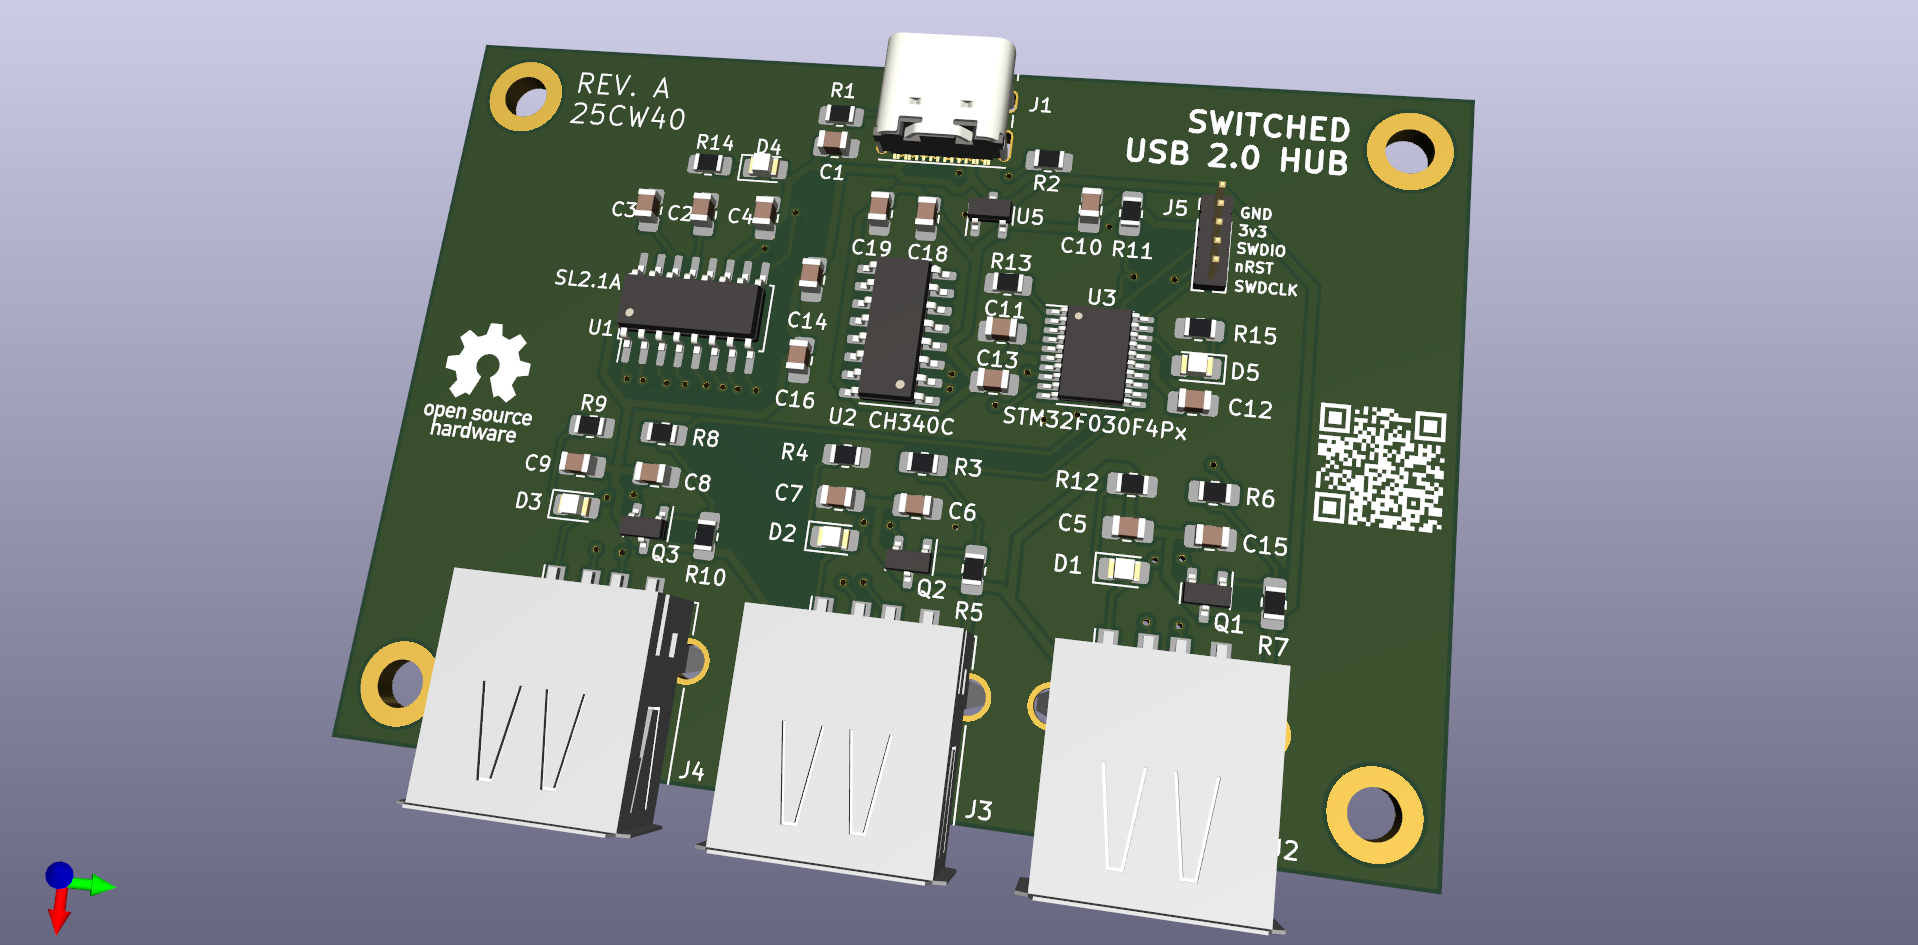 REV. A
25CW40
R1
J1
SWITCHED
USB 2.0 HUB
R14
D4
C1
R2
C3
C2
C4
U5
J5
GND
3v3
SWDIO
nRST
SWDCLK
C19
C18
C10
R11
SL2.1A
R13
U3
U1
C14
C11
R15
C13
D5
C16
C12
U2
CH340C
STM32F030F4Px
open source
hardware
R9
R8
R4
R3
C9
C8
R12
R6
D3
C7
C6
C5
C15
Q3
D2
D1
R10
Q2
R5
Q1
R7
J4
J3
J2